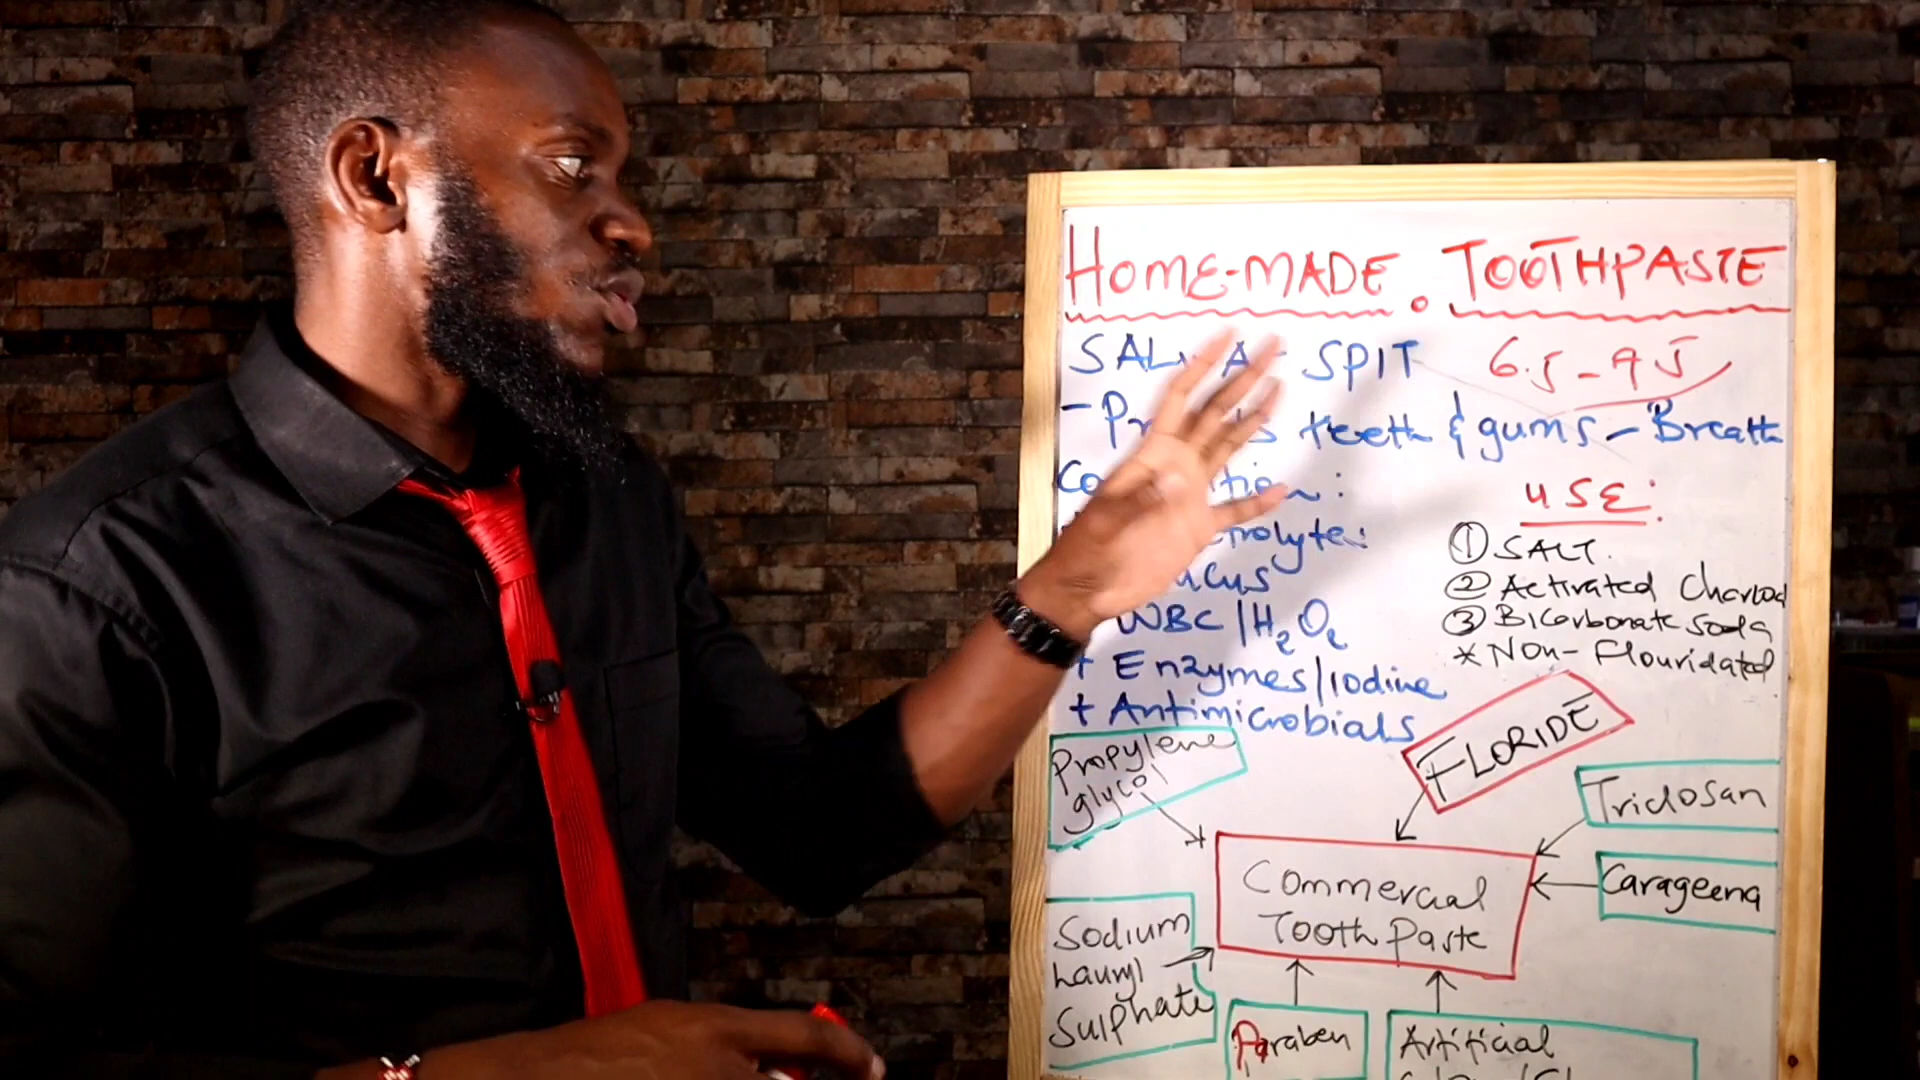 HOME-MADE. TOOTHPASTE
SPIT 6.5-
teeth & gums - Breath
USE:
① SALT.
② Activated Charcoal
③ Bicarbonate Soda
* Non-Flouridated
WBC/H2O2
+ Enzymes/Iodine
+ Antimicrobials
Propylene
glycol
FLORIDE
Triclosan
Carageena
Commercial
Tooth Paste
Sodium
Lauryl
Sulphate
Paraben
Artificial